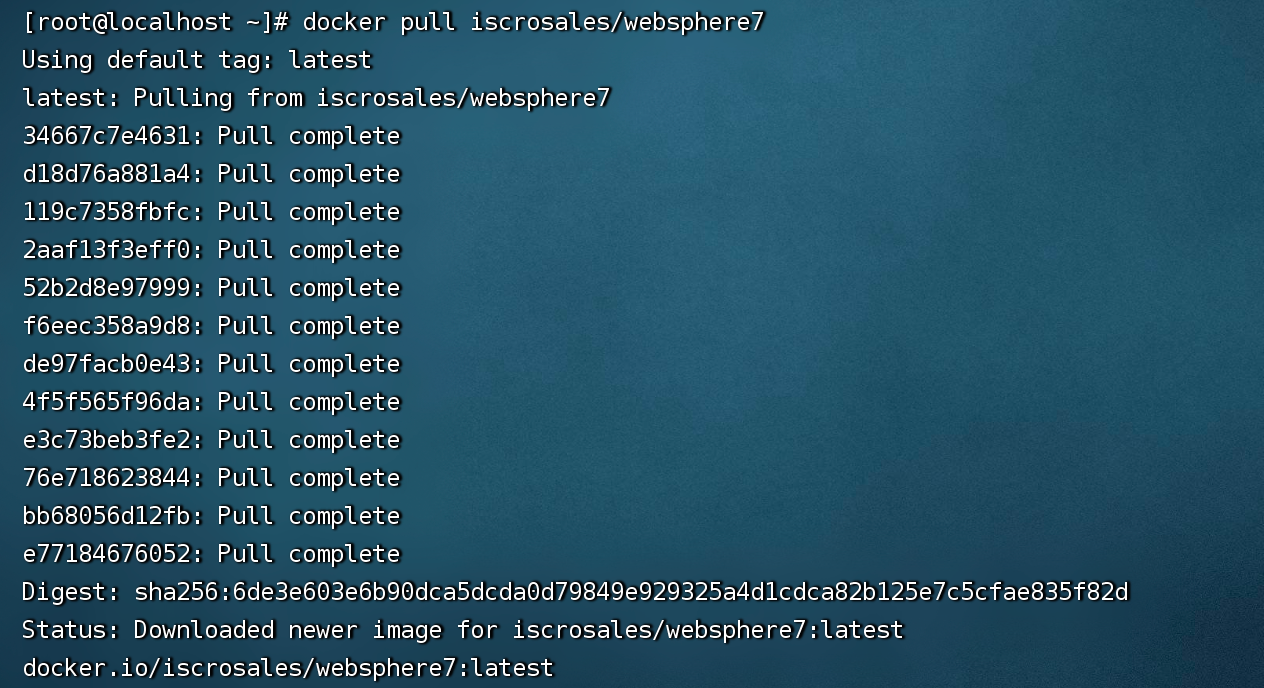 [root@localhost ~]# docker pull iscrosales/websphere7
Using default tag: latest
latest: Pulling from iscrosales/websphere7
34667c7e4631: Pull complete
d18d76a881a4: Pull complete
119c7358fbfc: Pull complete
2aaf13f3eff0: Pull complete
52b2d8e97999: Pull complete
f6eec358a9d8: Pull complete
de97facb0e43: Pull complete
4f5f565f96da: Pull complete
e3c73beb3fe2: Pull complete
76e718623844: Pull complete
bb68056d12fb: Pull complete
e77184676052: Pull complete
Digest: sha256:6de3e603e6b90dca5dcda0d79849e929325a4d1cdca82b125e7c5cfae835f82d
Status: Downloaded newer image for iscrosales/websphere7:latest
docker.io/iscrosales/websphere7:latest